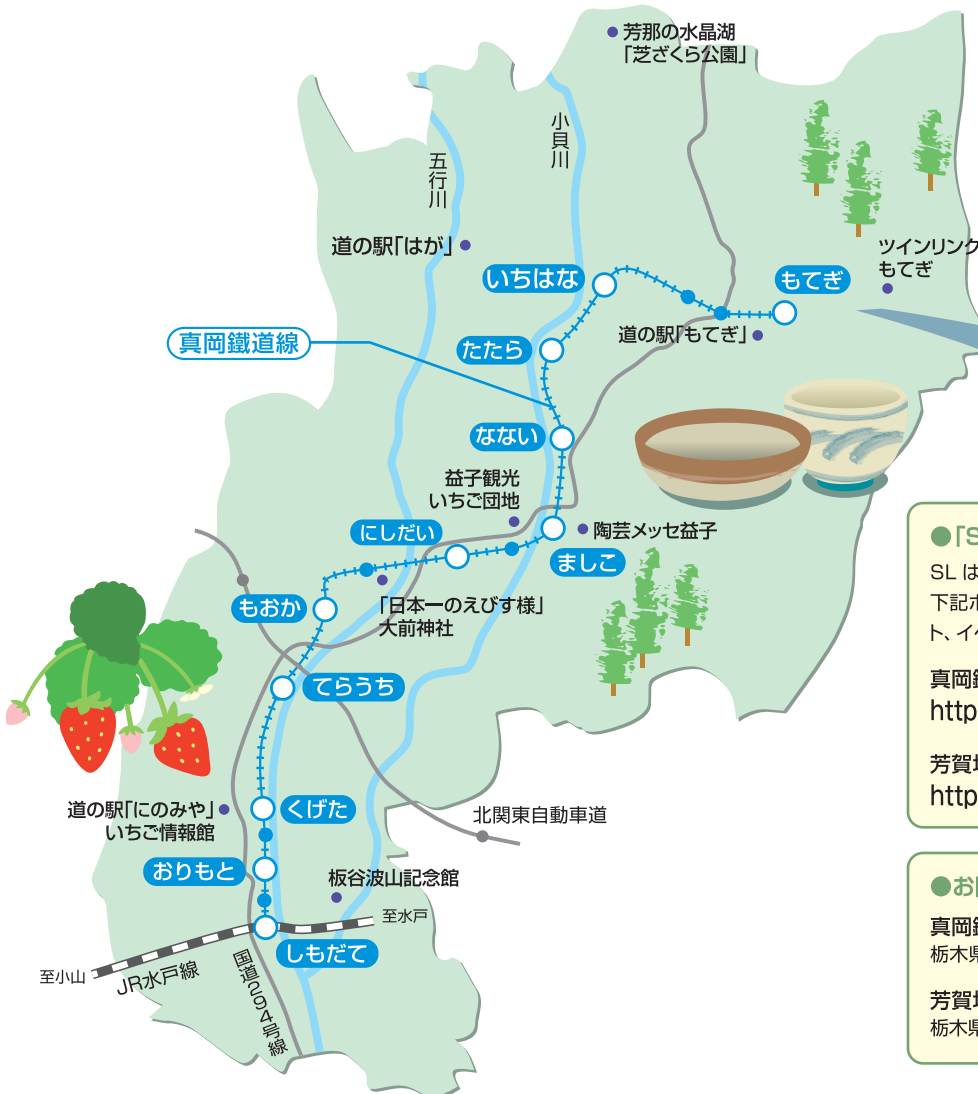 芳那の水晶湖
「芝ざくら公園」
小貝川
五行川
道の駅「はが」
ツインリンク
もてぎ
いちはな
もてぎ
道の駅「もてぎ」
真岡鐵道線
たたら
なない
益子観光
いちご団地
にしだい
陶芸メッセ益子
ましこ
もおか
「日本一のえびす様」
大前神社
てらうち
道の駅「にのみや」
いちご情報館
くげた
北関東自動車道
おりもと
板谷波山記念館
至水戸
しもだて
至小山
JR水戸線
国道294号線
●「S
SL は
下記ホ
ト、イベ
真岡鐵
http
芳賀地
http
●お
真岡鐵
栃木県
芳賀地
栃木県